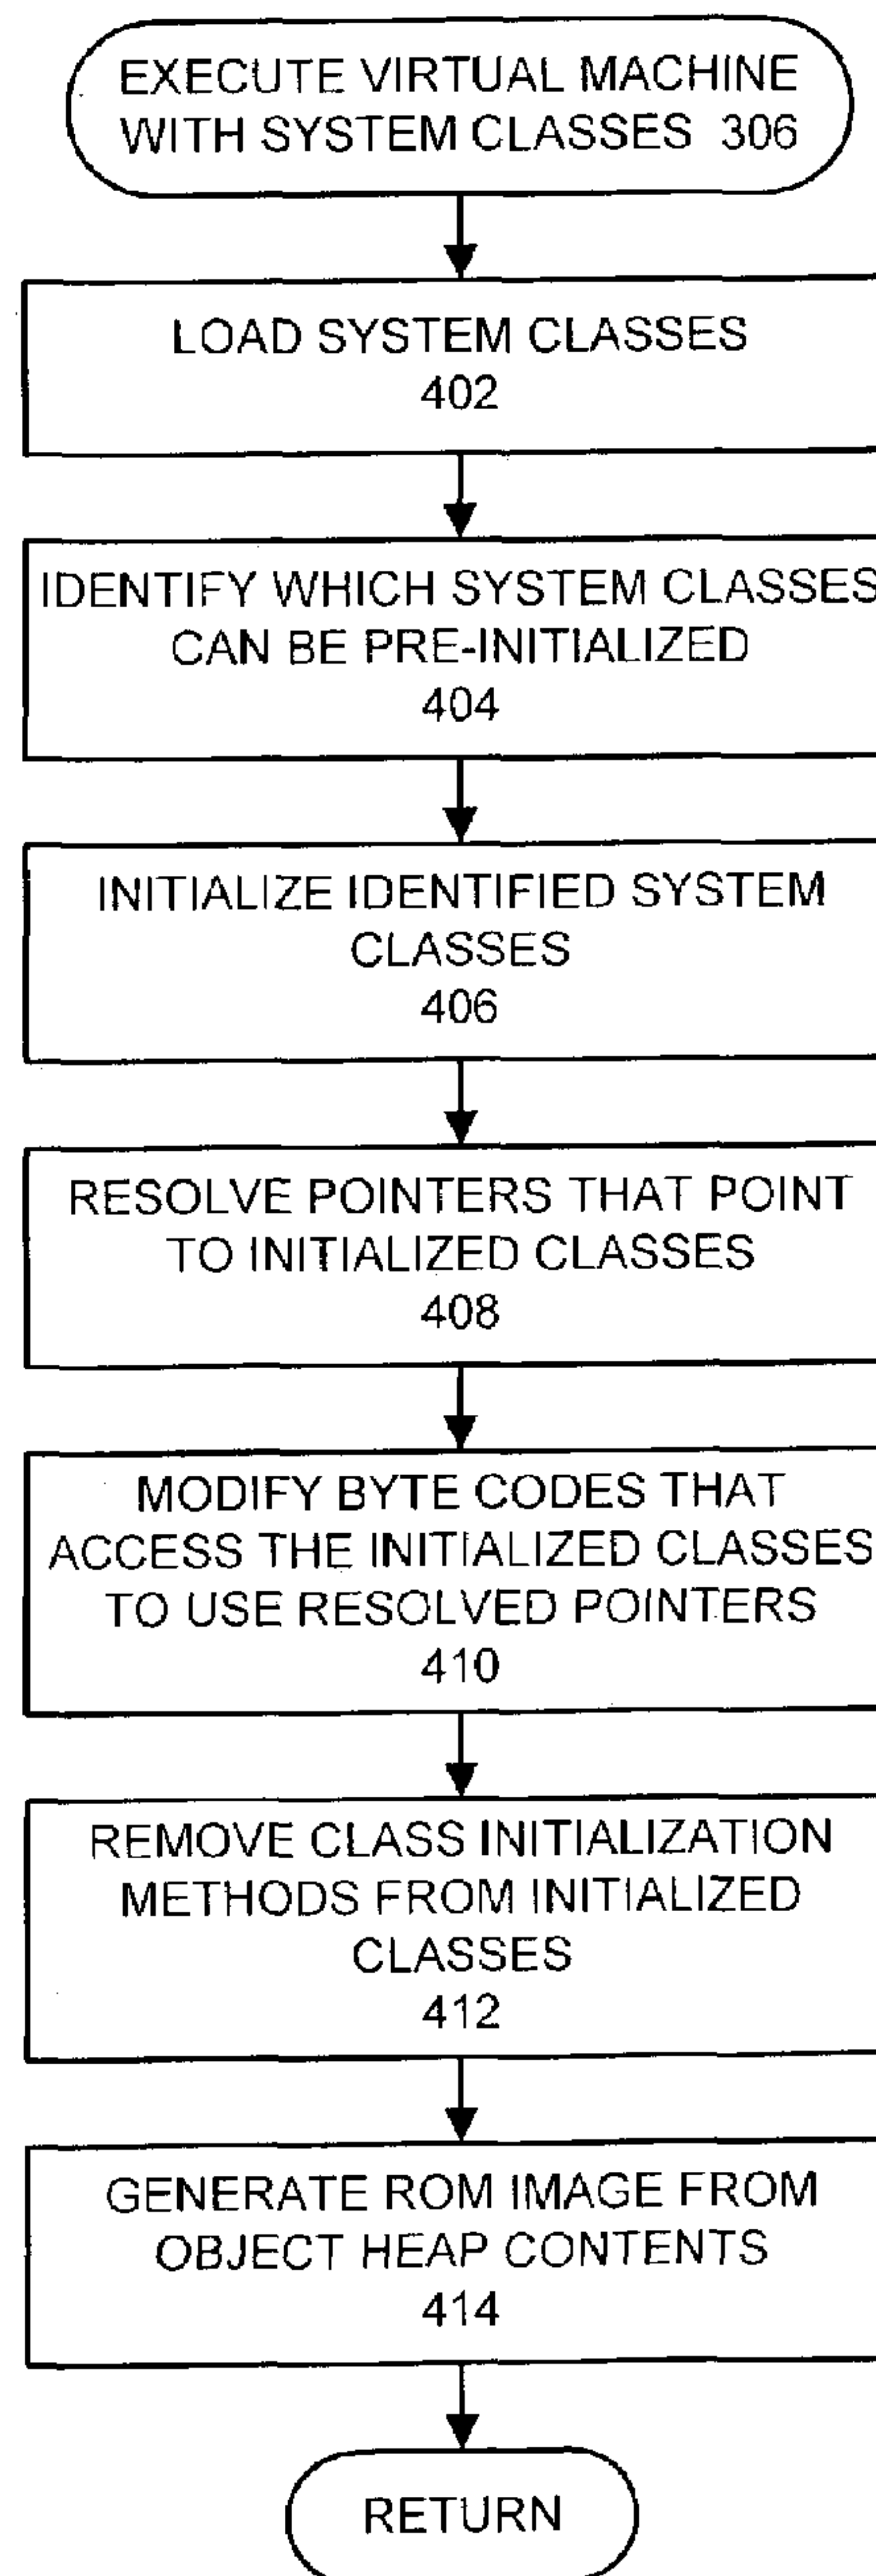 EXECUTE VIRTUAL MACHINE
WITH SYSTEM CLASSES 306
LOAD SYSTEM CLASSES
402
IDENTIFY WHICH SYSTEM CLASSES
CAN BE PRE-INITIALIZED
404
INITIALIZE IDENTIFIED SYSTEM
CLASSES
406
RESOLVE POINTERS THAT POINT
TO INITIALIZED CLASSES
408
MODIFY BYTE CODES THAT
ACCESS THE INITIALIZED CLASSES
TO USE RESOLVED POINTERS
410
REMOVE CLASS INITIALIZATION
METHODS FROM INITIALIZED
CLASSES
412
GENERATE ROM IMAGE FROM
OBJECT HEAP CONTENTS
414
RETURN